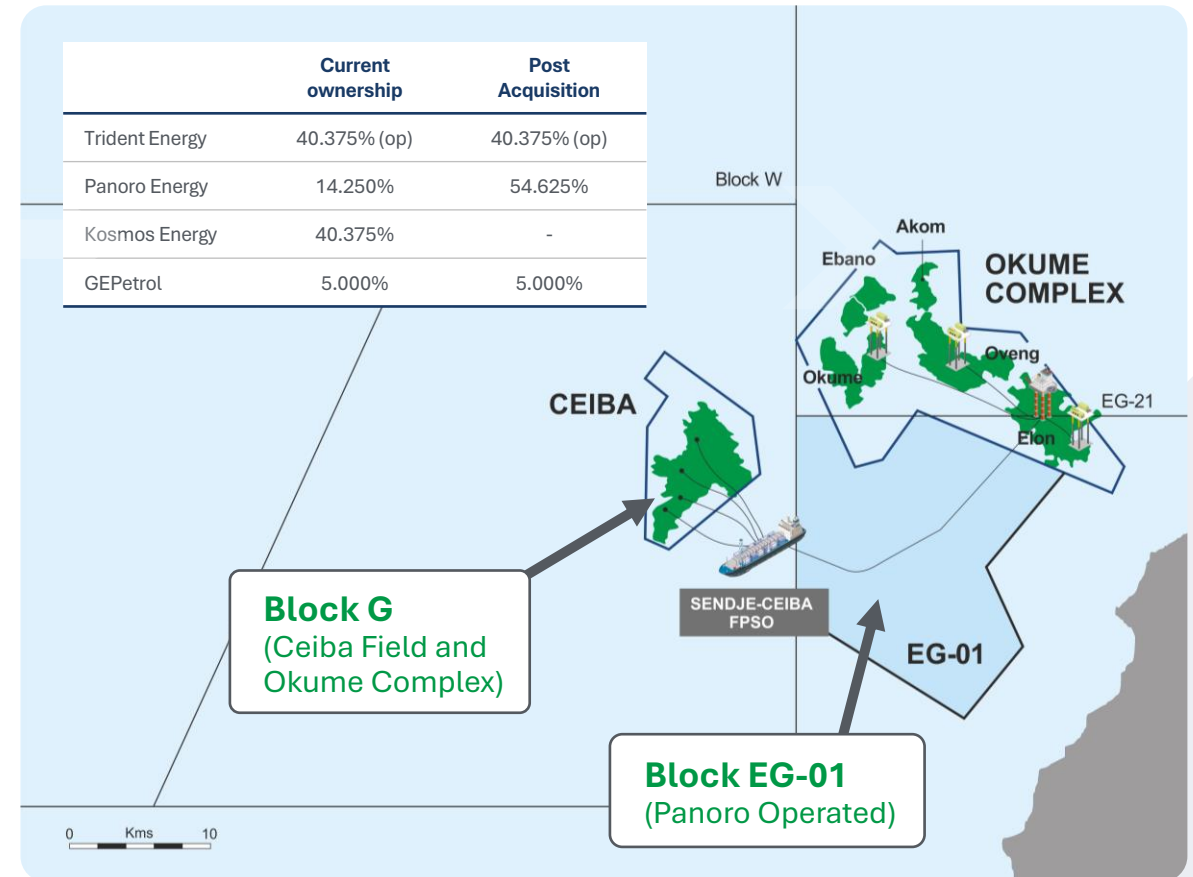 Current ownership Post Acquisition
Trident Energy 40.375% (op) 40.375% (op)
Panoro Energy 14.250% 54.625%
Kosmos Energy 40.375% -
GEPetrol 5.000% 5.000%
Block W
Akom
Ebano
OKUME
COMPLEX
Oveng
Okume
EG-21
CEIBA
Elon
SENDJE-CEIBA
FPSO
Block G
(Ceiba Field and
Okume Complex)
EG-01
Block EG-01
(Panoro Operated)
0 Kms 10